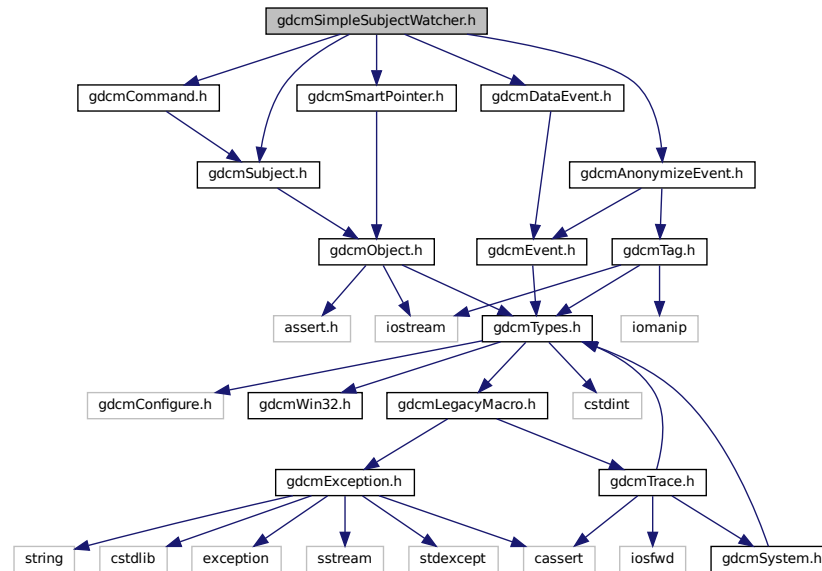 gdcmSimpleSubjectWatcher.h
gdcmCommand.h
gdcmSmartPointer.h
gdcmDataEvent.h
gdcmSubject.h
gdcmAnonymizeEvent.h
gdcmObject.h
gdcmEvent.h
gdcmTag.h
assert.h
iostream
gdcmTypes.h
iomanip
gdcmConfigure.h
gdcmWin32.h
gdcmLegacyMacro.h
cstdint
gdcmException.h
gdcmTrace.h
string
cstdlib
exception
sstream
stdexcept
cassert
iosfwd
gdcmSystem.h